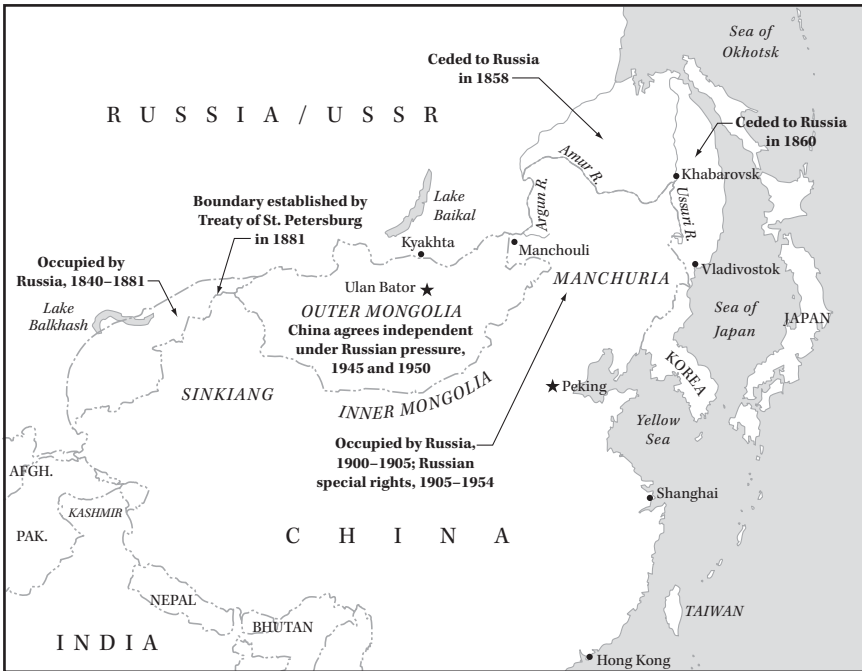 Sea of
Okhotsk
Ceded to Russia
in 1858
RUSSIA/USSR
Ceded to Russia
in 1860
Amur R.
Khabarovsk
Argun R.
Ussuri R.
Lake
Baikal
Boundary established by
Treaty of St. Petersburg
in 1881
Kyakhta
Manchouli
Occupied by
Russia, 1840–1881
Vladivostok
MANCHURIA
Ulan Bator
Lake
Balkhash
OUTER MONGOLIA
China agrees independent
under Russian pressure,
1945 and 1950
Sea of
Japan
JAPAN
KOREA
SINKIANG
INNER MONGOLIA
Peking
Yellow
Sea
Occupied by Russia,
1900–1905; Russian
special rights, 1905–1954
AFGH.
Shanghai
KASHMIR
PAK.
CHINA
NEPAL
TAIWAN
BHUTAN
INDIA
Hong Kong